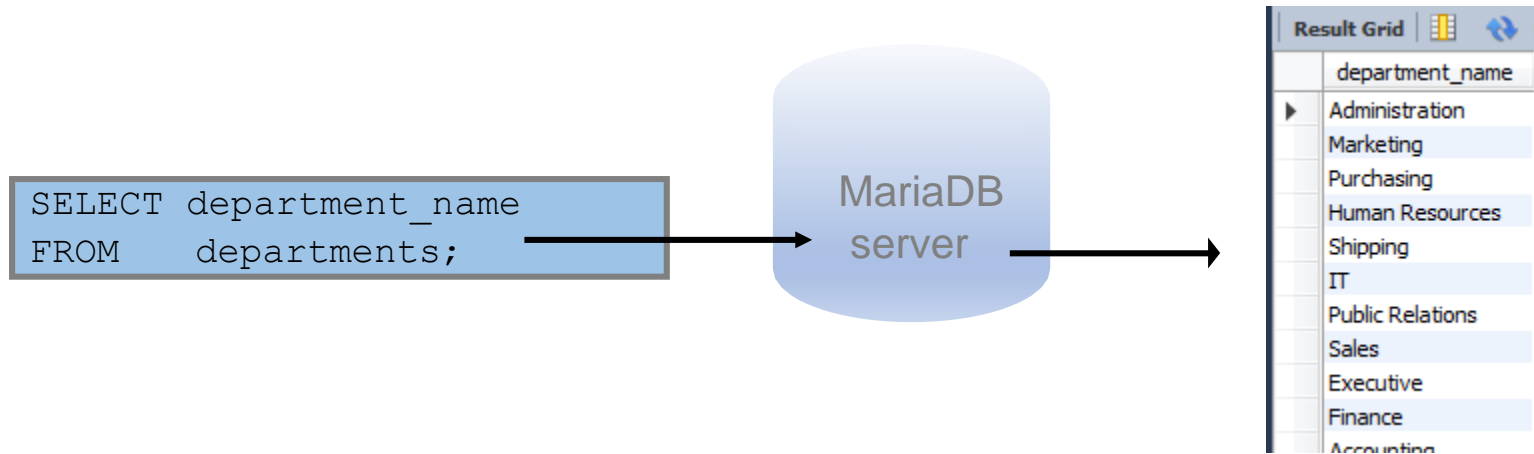 SELECT department_name
FROM departments;
MariaDB
server
Result Grid
department_name
Administration
Marketing
Purchasing
Human Resources
Shipping
IT
Public Relations
Sales
Executive
Finance
Accounting